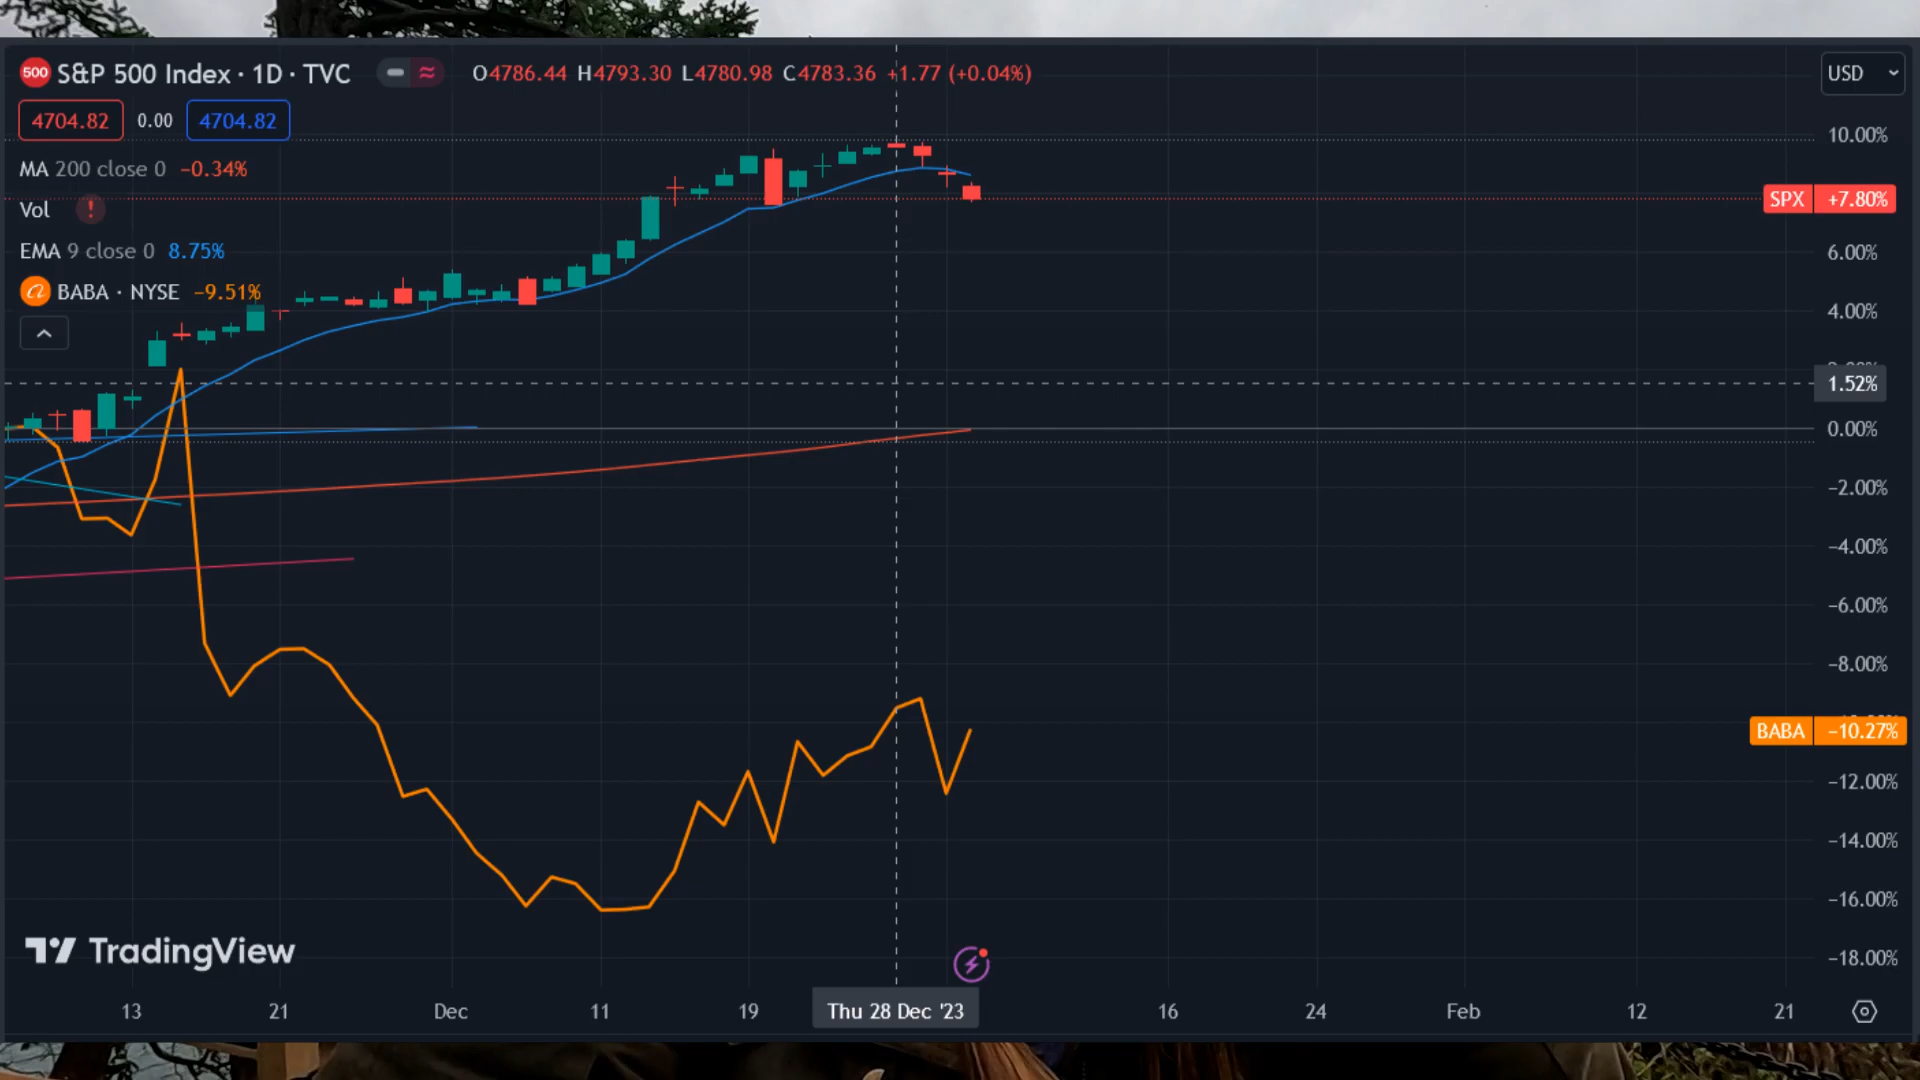 500 S&P 500 Index · 1D · TVC O4786.44 H4793.30 L4780.98 C4783.36 +1.77 (+0.04%) USD
4704.82 0.00 4704.82
10.00%
MA 200 close 0 −0.34%
SPX +7.80%
Vol !
EMA 9 close 0 8.75%
6.00%
BABA · NYSE −9.51%
4.00%
1.52%
0.00%
−2.00%
−4.00%
−6.00%
−8.00%
BABA −10.27%
−12.00%
−14.00%
−16.00%
TradingView
−18.00%
13 21 Dec 11 19 Thu 28 Dec '23 16 24 Feb 12 21